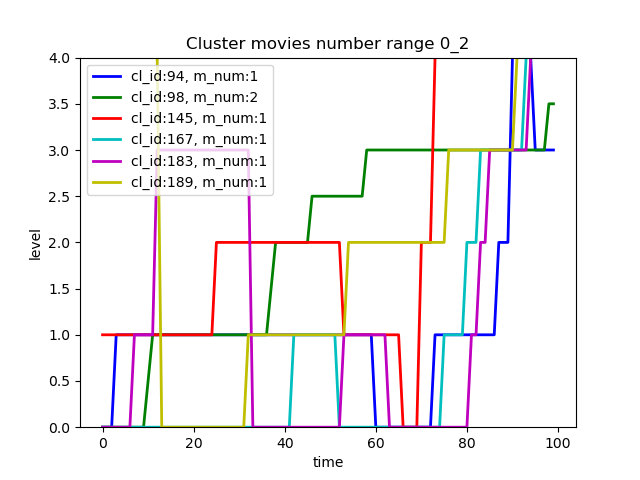 Cluster movies number range 0_2
4.0
3.5
3.0
2.5
2.0
1.5
1.0
0.5
0.0
level
cl_id:94, m_num:1
cl_id:98, m_num:2
cl_id:145, m_num:1
cl_id:167, m_num:1
cl_id:183, m_num:1
cl_id:189, m_num:1
0 20 40 60 80 100
time